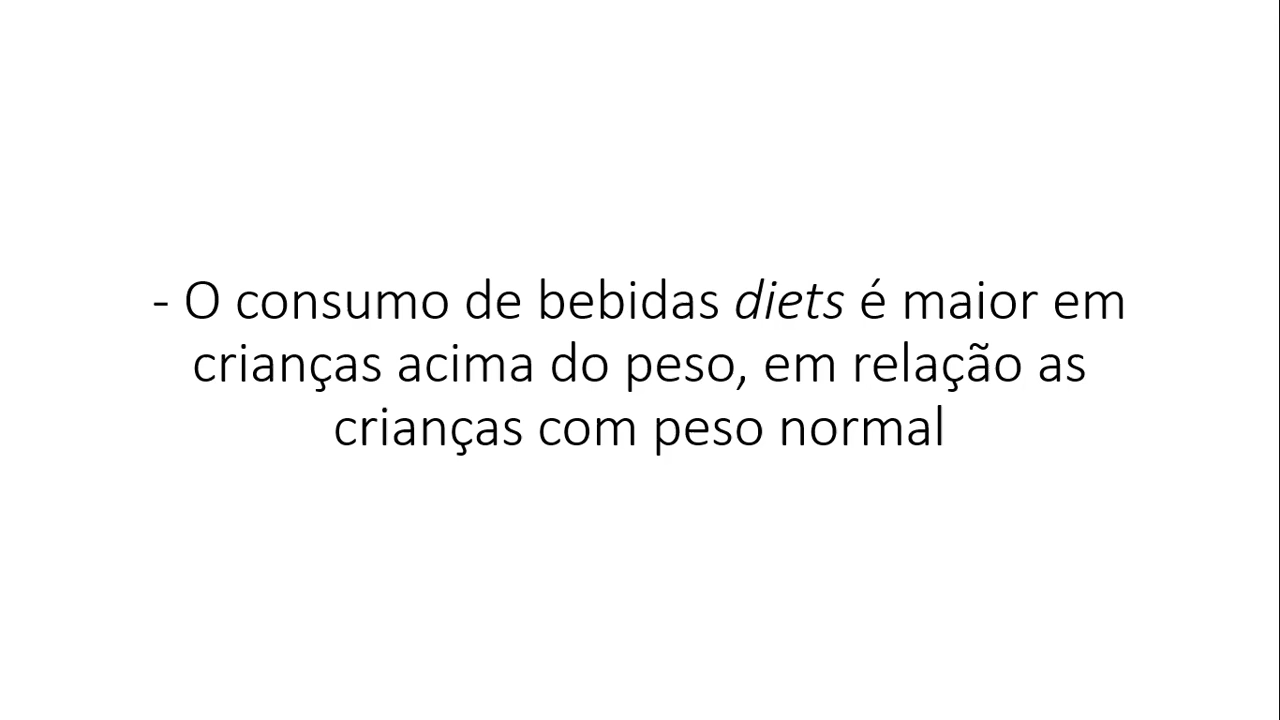 - O consumo de bebidas diets é maior em
crianças acima do peso, em relação as
crianças com peso normal